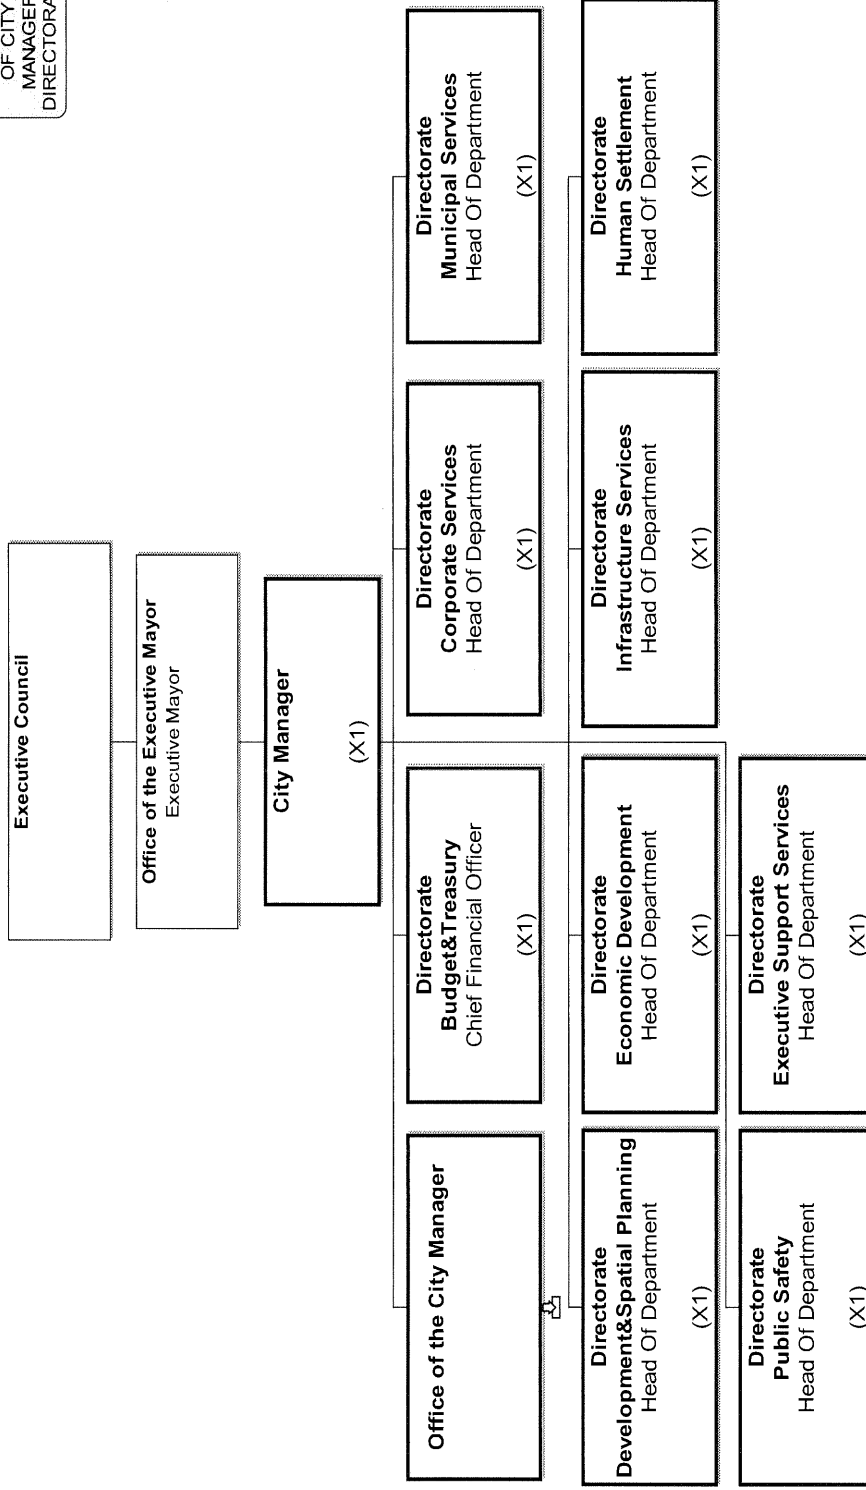 OF CITY
MANAGER
Executive Council
Office of the Executive Mayor
Executive Mayor
City Manager
(X1)
Office of the City Manager
Directorate
Budget&Treasury
Chief Financial Officer
(X1)
Directorate
Corporate Services
Head Of Department
(X1)
Directorate
Municipal Services
Head Of Department
(X1)
Directorate
Development&Spatial Planning
Head Of Department
(X1)
Directorate
Economic Development
Head Of Department
(X1)
Directorate
Infrastructure Services
Head Of Department
(X1)
Directorate
Human Settlement
Head Of Department
(X1)
Directorate
Public Safety
Head Of Department
(X1)
Directorate
Executive Support Services
Head Of Department
(X1)